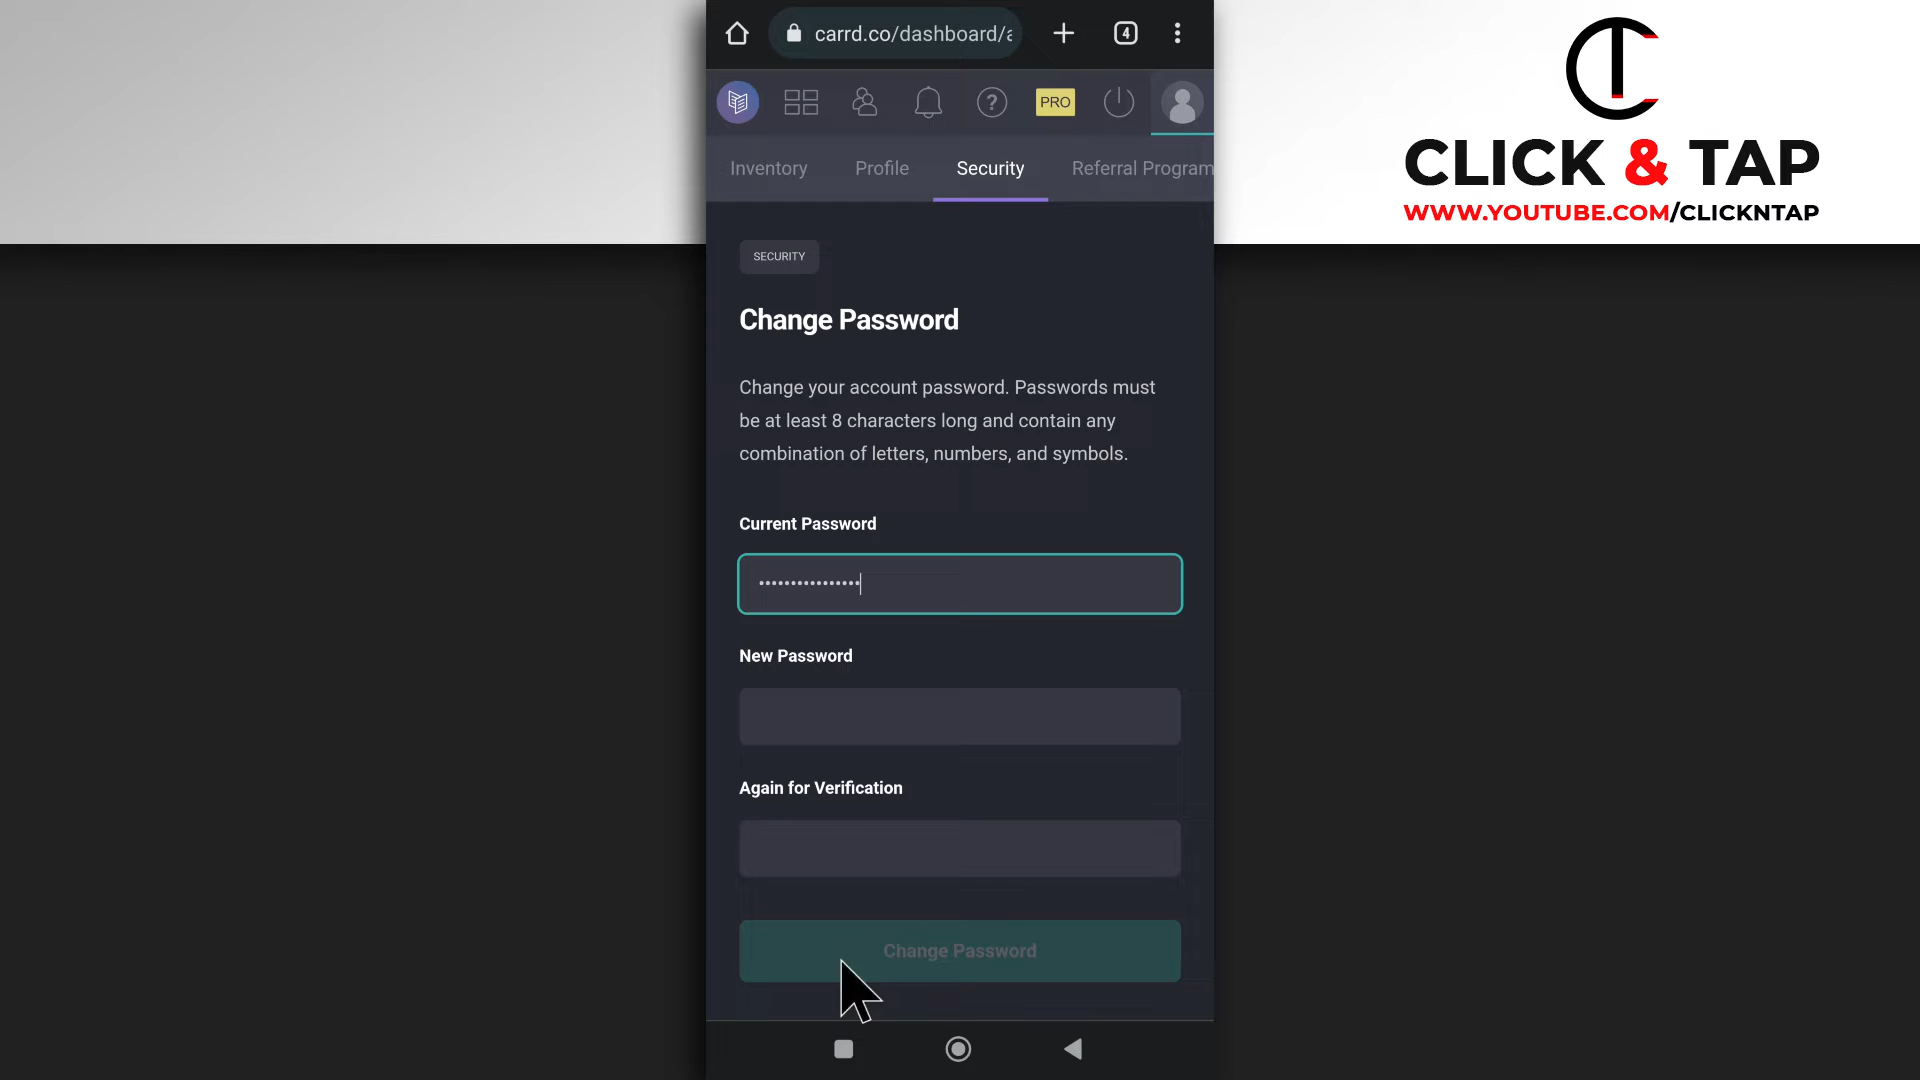 carrd.co/dashboard/a
4
?
PRO
Inventory
Profile
Security
Referral Program
SECURITY
Change Password
Change your account password. Passwords must
be at least 8 characters long and contain any
combination of letters, numbers, and symbols.
Current Password
••••••••••••••••
New Password
Again for Verification
Change Password
CLICK & TAP
WWW.YOUTUBE.COM/CLICKNTAP